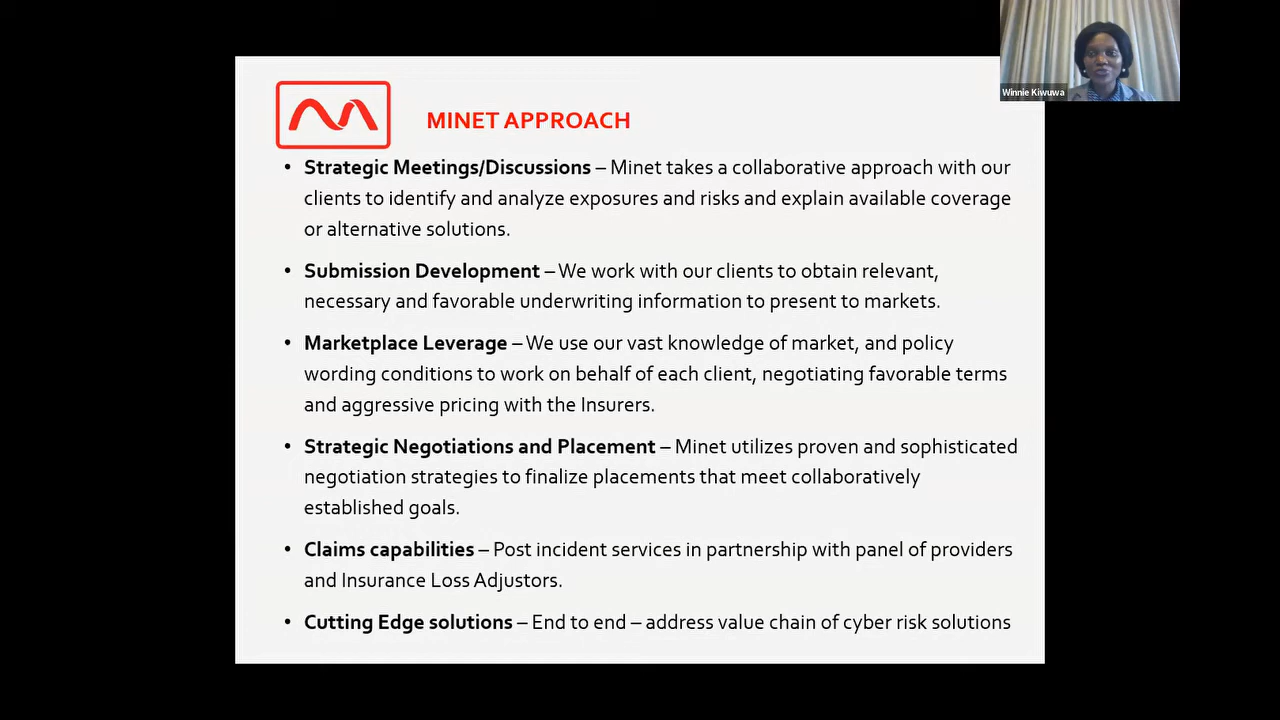 Winnie Kiwuwa
MINET APPROACH
• Strategic Meetings/Discussions – Minet takes a collaborative approach with our
clients to identify and analyze exposures and risks and explain available coverage
or alternative solutions.
• Submission Development – We work with our clients to obtain relevant,
necessary and favorable underwriting information to present to markets.
• Marketplace Leverage – We use our vast knowledge of market, and policy
wording conditions to work on behalf of each client, negotiating favorable terms
and aggressive pricing with the Insurers.
• Strategic Negotiations and Placement – Minet utilizes proven and sophisticated
negotiation strategies to finalize placements that meet collaboratively
established goals.
• Claims capabilities – Post incident services in partnership with panel of providers
and Insurance Loss Adjustors.
• Cutting Edge solutions – End to end – address value chain of cyber risk solutions